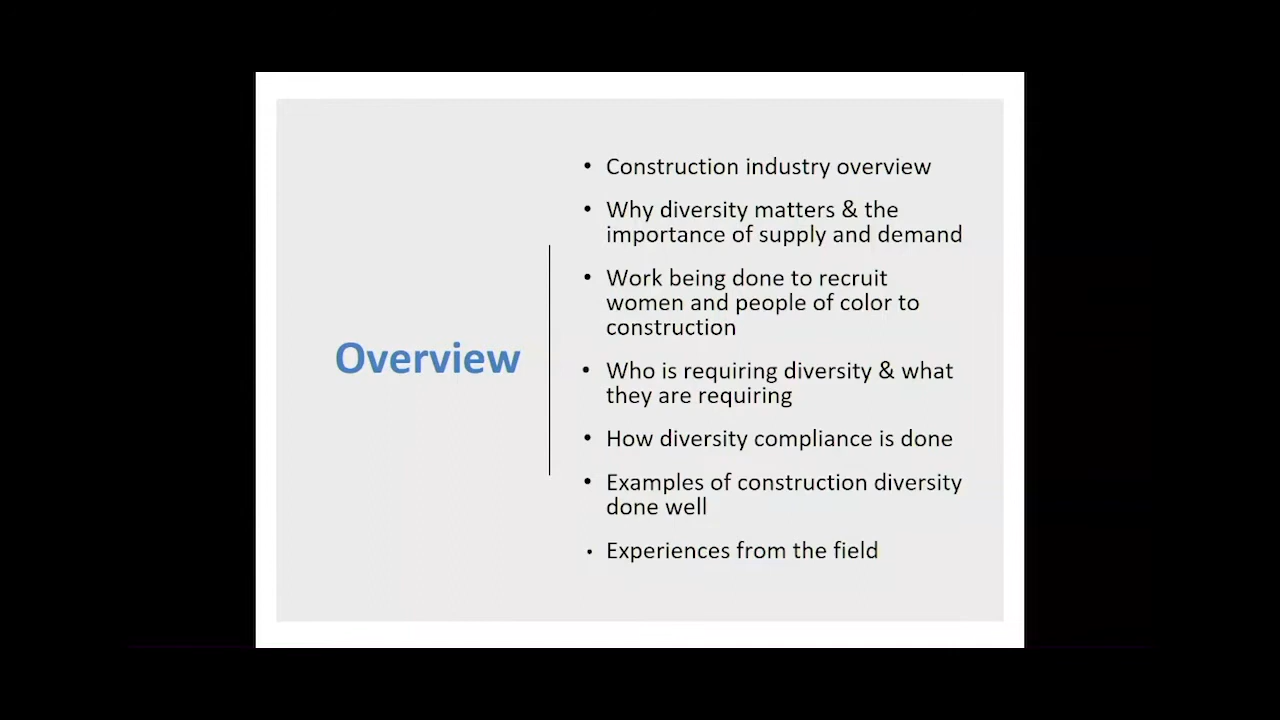 Overview
• Construction industry overview
• Why diversity matters & the
importance of supply and demand
• Work being done to recruit
women and people of color to
construction
• Who is requiring diversity & what
they are requiring
• How diversity compliance is done
• Examples of construction diversity
done well
• Experiences from the field